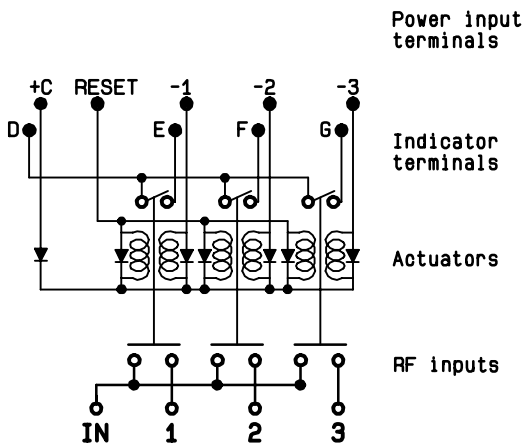 Power input
terminals
+C RESET -1 -2 -3
D E F G
Indicator
terminals
Actuators
RF inputs
IN 1 2 3